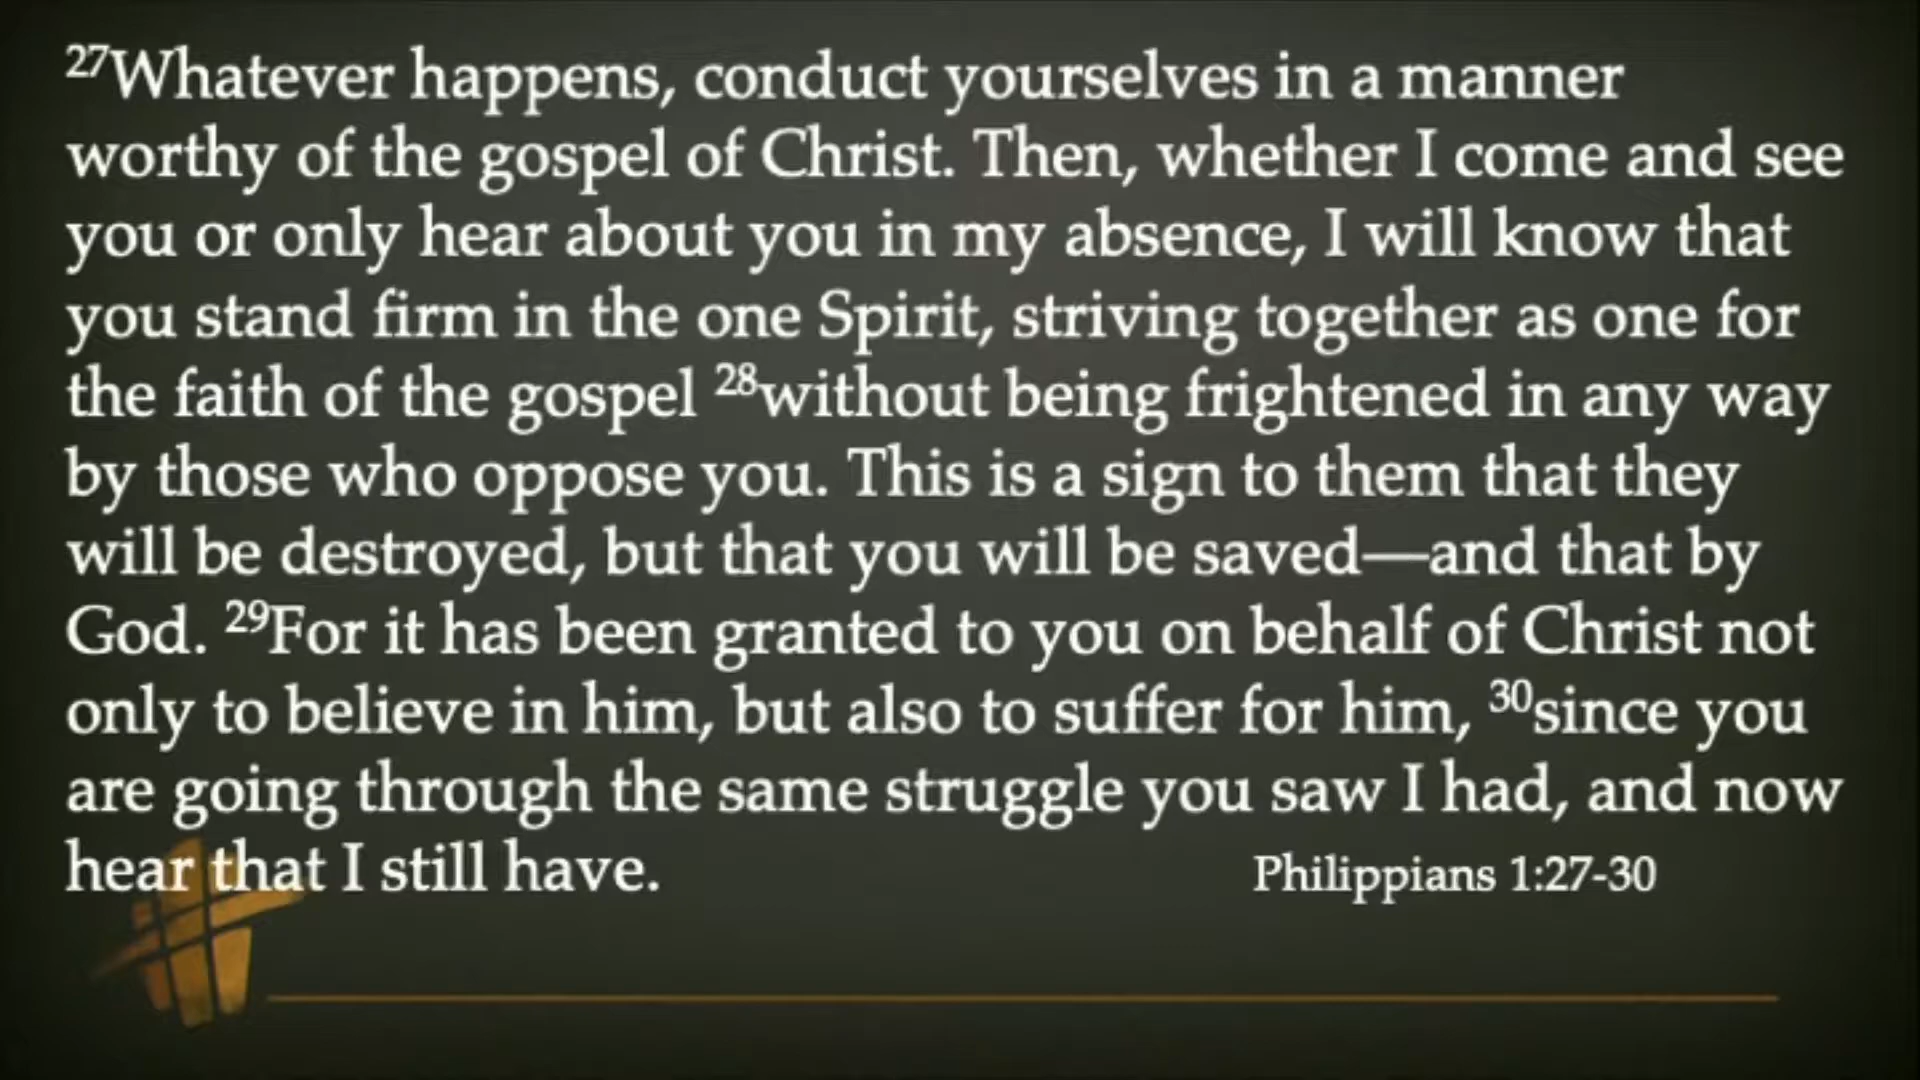 27Whatever happens, conduct yourselves in a manner
worthy of the gospel of Christ. Then, whether I come and see
you or only hear about you in my absence, I will know that
you stand firm in the one Spirit, striving together as one for
the faith of the gospel 28without being frightened in any way
by those who oppose you. This is a sign to them that they
will be destroyed, but that you will be saved—and that by
God. 29For it has been granted to you on behalf of Christ not
only to believe in him, but also to suffer for him, 30since you
are going through the same struggle you saw I had, and now
hear that I still have.
Philippians 1:27-30